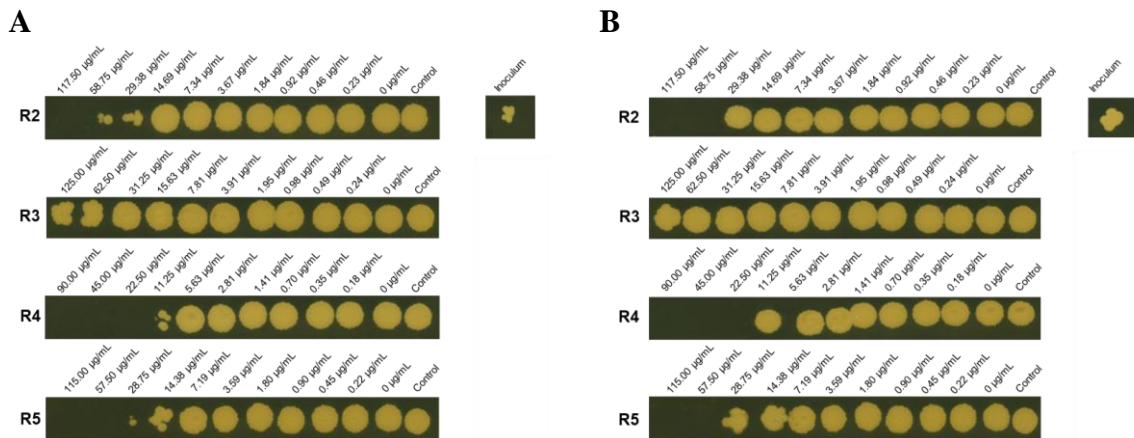 A
117.50 µg/mL
58.75 µg/mL
29.38 µg/mL
14.69 µg/mL
7.34 µg/mL
3.67 µg/mL
1.84 µg/mL
0.92 µg/mL
0.46 µg/mL
0.23 µg/mL
0 µg/mL
Control
Inoculum
R2
125.00 µg/mL
62.50 µg/mL
31.25 µg/mL
15.63 µg/mL
7.81 µg/mL
3.91 µg/mL
1.95 µg/mL
0.98 µg/mL
0.49 µg/mL
0.24 µg/mL
0 µg/mL
Control
R3
90.00 µg/mL
45.00 µg/mL
22.50 µg/mL
11.25 µg/mL
5.63 µg/mL
2.81 µg/mL
1.41 µg/mL
0.70 µg/mL
0.35 µg/mL
0.18 µg/mL
0 µg/mL
Control
R4
115.00 µg/mL
57.50 µg/mL
28.75 µg/mL
14.38 µg/mL
7.19 µg/mL
3.59 µg/mL
1.80 µg/mL
0.90 µg/mL
0.45 µg/mL
0.22 µg/mL
0 µg/mL
Control
R5
B
117.50 µg/mL
58.75 µg/mL
29.38 µg/mL
14.69 µg/mL
7.34 µg/mL
3.67 µg/mL
1.84 µg/mL
0.92 µg/mL
0.46 µg/mL
0.23 µg/mL
0 µg/mL
Control
Inoculum
R2
125.00 µg/mL
62.50 µg/mL
31.25 µg/mL
15.63 µg/mL
7.81 µg/mL
3.91 µg/mL
1.95 µg/mL
0.98 µg/mL
0.49 µg/mL
0.24 µg/mL
0 µg/mL
Control
R3
90.00 µg/mL
45.00 µg/mL
22.50 µg/mL
11.25 µg/mL
5.63 µg/mL
2.81 µg/mL
1.41 µg/mL
0.70 µg/mL
0.35 µg/mL
0.18 µg/mL
0 µg/mL
Control
R4
115.00 µg/mL
57.50 µg/mL
28.75 µg/mL
14.38 µg/mL
7.19 µg/mL
3.59 µg/mL
1.80 µg/mL
0.90 µg/mL
0.45 µg/mL
0.22 µg/mL
0 µg/mL
Control
R5